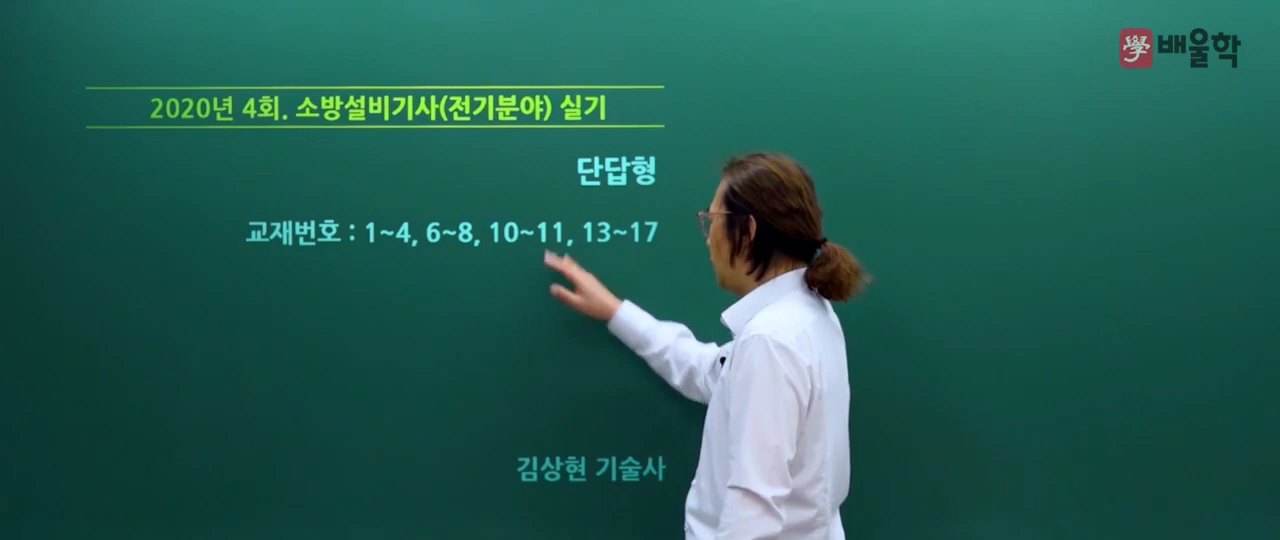 學 배울학
2020년 4회. 소방설비기사(전기분야) 실기
단답형
교재번호 : 1~4, 6~8, 10~11, 13~17
김상현 기술사